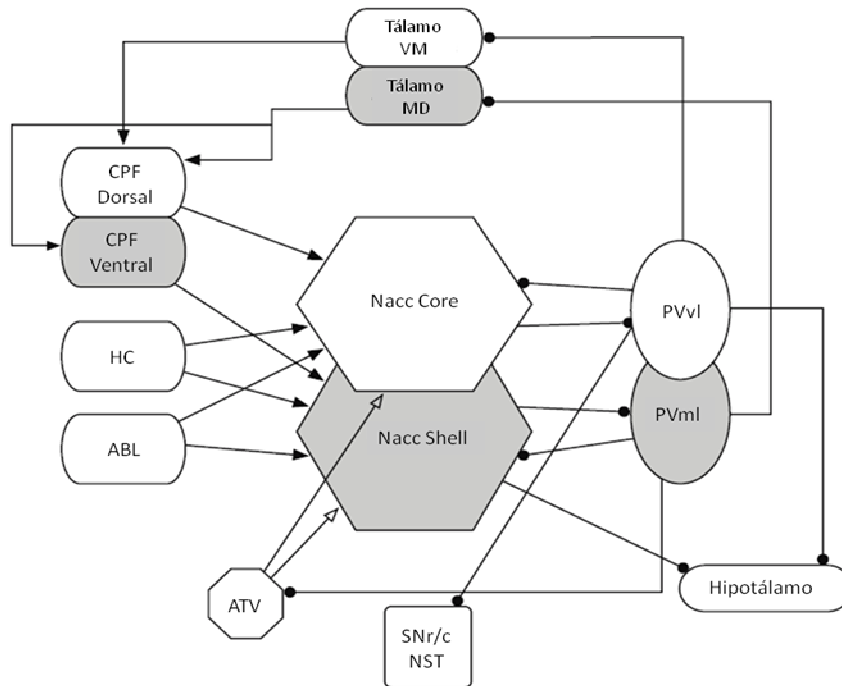 Tálamo
VM
Tálamo
MD
CPF
Dorsal
CPF
Ventral
Nacc Core
PVvl
HC
PVml
Nacc Shell
ABL
Hipotálamo
ATV
SNr/c
NST